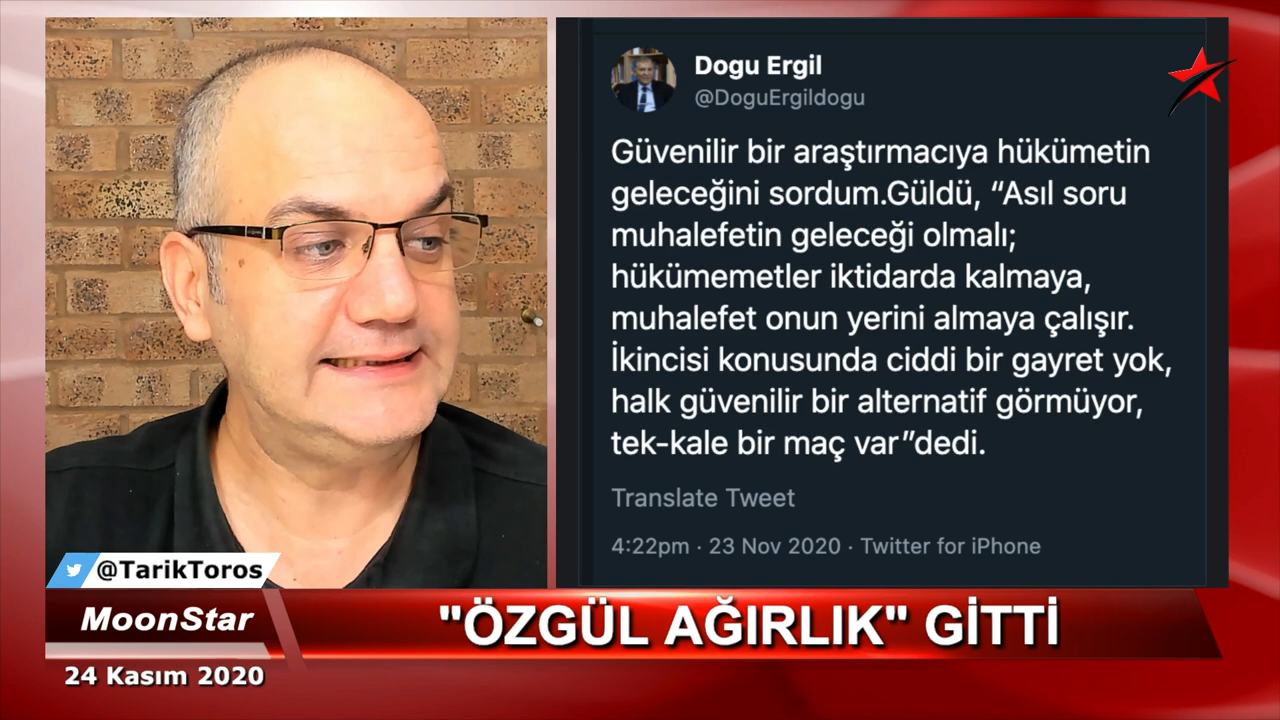 Dogu Ergil
@DoguErgildogu
Güvenilir bir araştırmacıya hükümetin
geleceğini sordum.Güldü, “Asıl soru
muhalefetin geleceği olmalı;
hükümemetler iktidarda kalmaya,
muhalefet onun yerini almaya çalışır.
İkincisi konusunda ciddi bir gayret yok,
halk güvenilir bir alternatif görmüyor,
tek-kale bir maç var”dedi.
Translate Tweet
4:22pm · 23 Nov 2020 · Twitter for iPhone
@TarikToros
MoonStar
"ÖZGÜL AĞIRLIK" GİTTİ
24 Kasım 2020